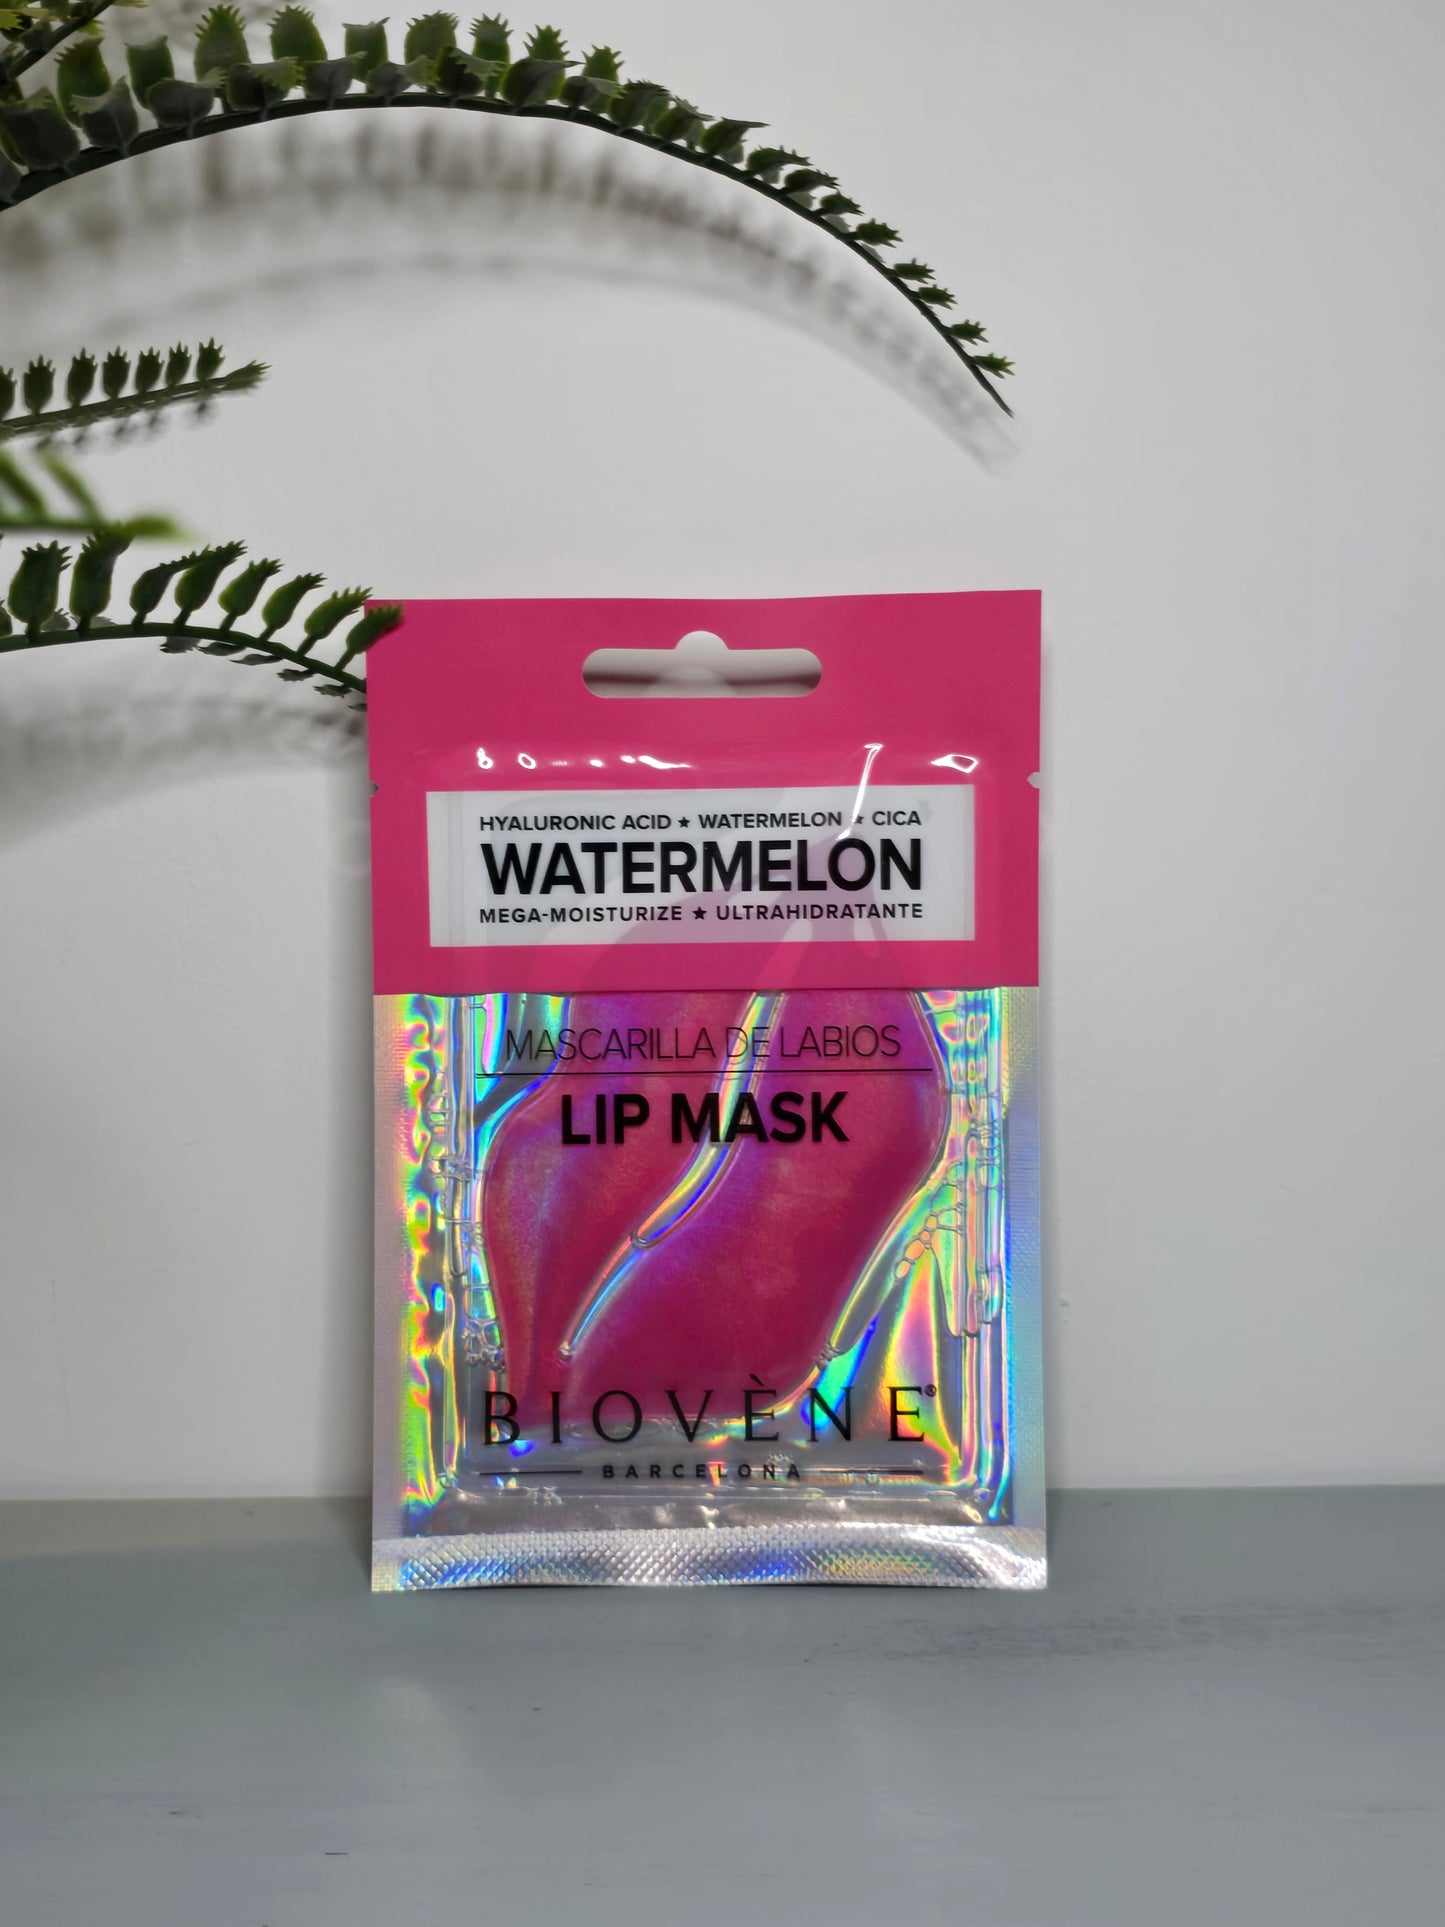 HYALURONIC ACID ★ WATERMELON ★ CICA
WATERMELON
MEGA-MOISTURIZE ★ ULTRAHIDRATANTE
MASCARILLA DE LABIOS
LIP MASK
BIOVÈNE®
BARCELONA